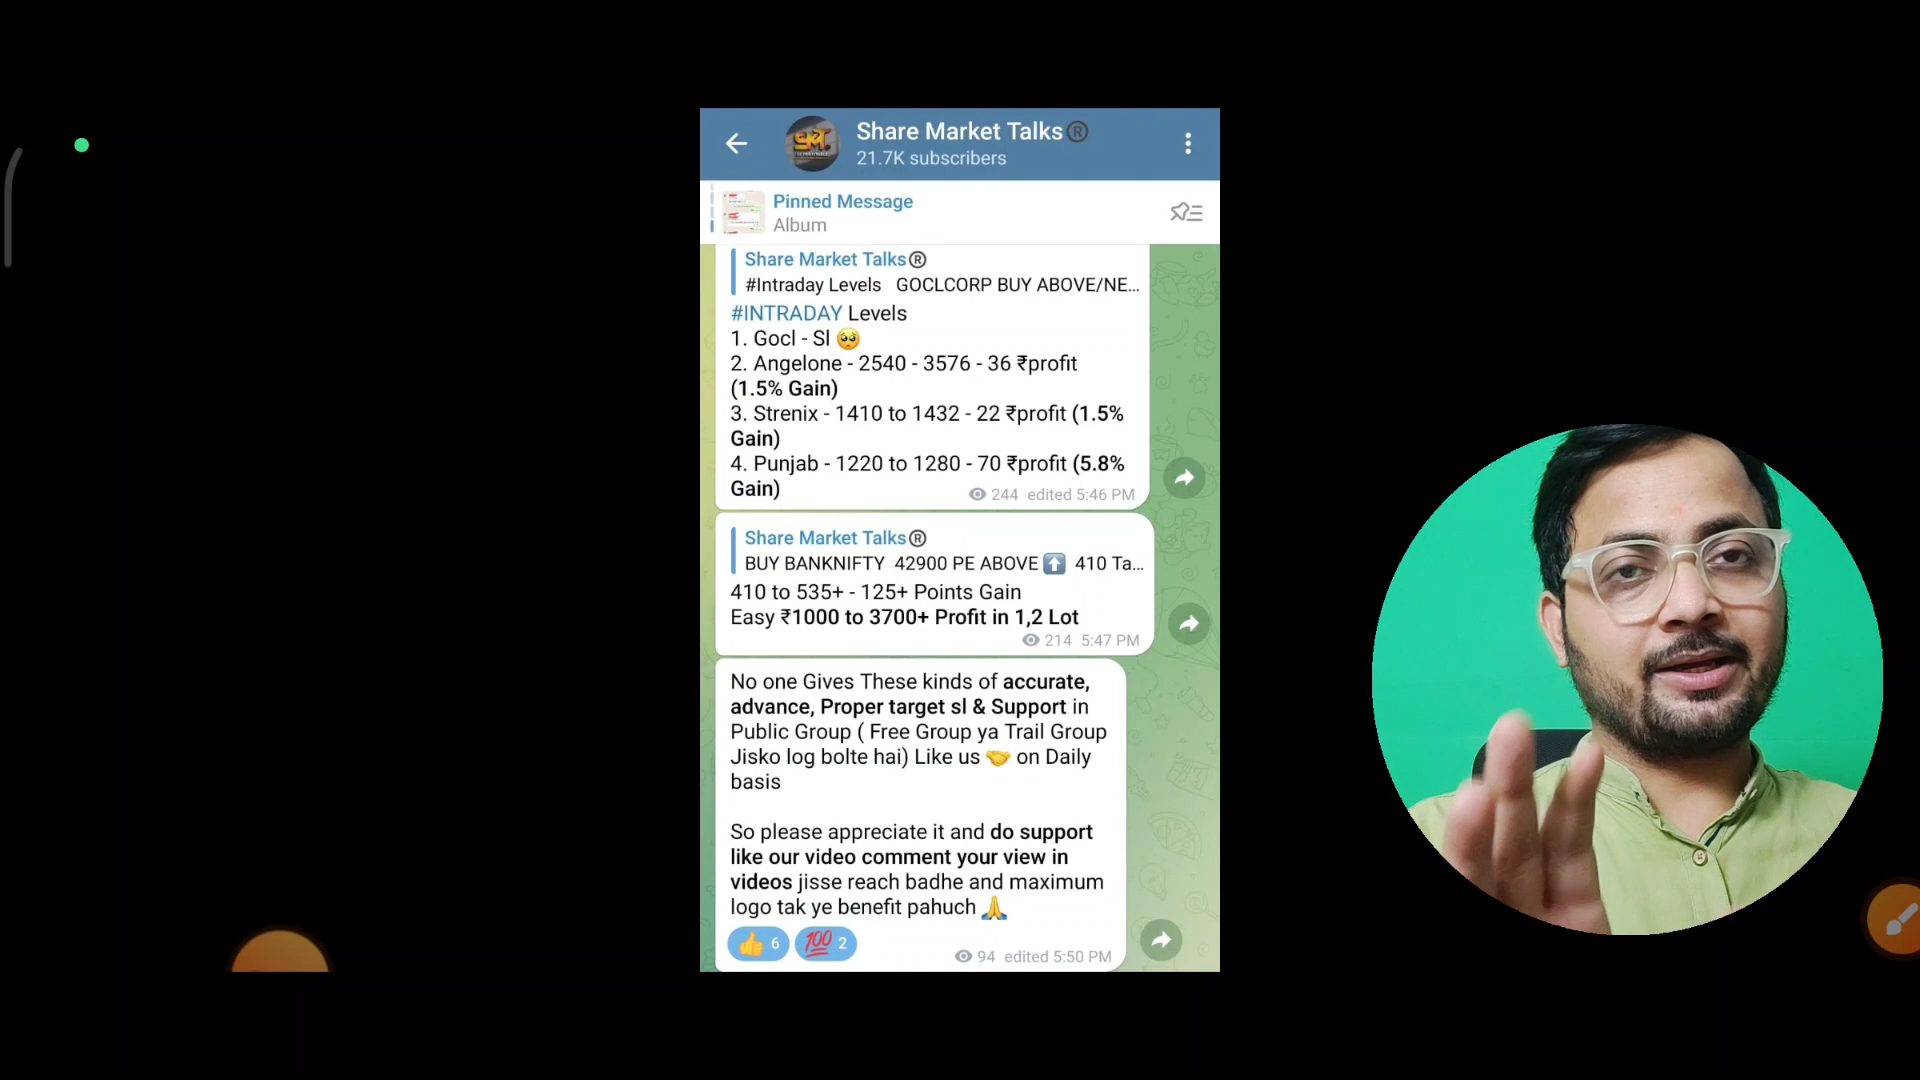 Share Market Talks®
21.7K subscribers
Pinned Message
Album
Share Market Talks®
#Intraday Levels GOCLCORP BUY ABOVE/NE...
#INTRADAY Levels
1. Gocl - Sl 🥺
2. Angelone - 2540 - 3576 - 36 ₹profit
(1.5% Gain)
3. Strenix - 1410 to 1432 - 22 ₹profit (1.5%
Gain)
4. Punjab - 1220 to 1280 - 70 ₹profit (5.8%
Gain)
244 edited 5:46 PM
Share Market Talks®
BUY BANKNIFTY 42900 PE ABOVE ⬆️ 410 Ta...
410 to 535+ - 125+ Points Gain
Easy ₹1000 to 3700+ Profit in 1,2 Lot
214 5:47 PM
No one Gives These kinds of accurate,
advance, Proper target sl & Support in
Public Group ( Free Group ya Trail Group
Jisko log bolte hai) Like us 🤝 on Daily
basis
So please appreciate it and do support
like our video comment your view in
videos jisse reach badhe and maximum
logo tak ye benefit pahuch 🙏
👍 6 💯 2
94 edited 5:50 PM